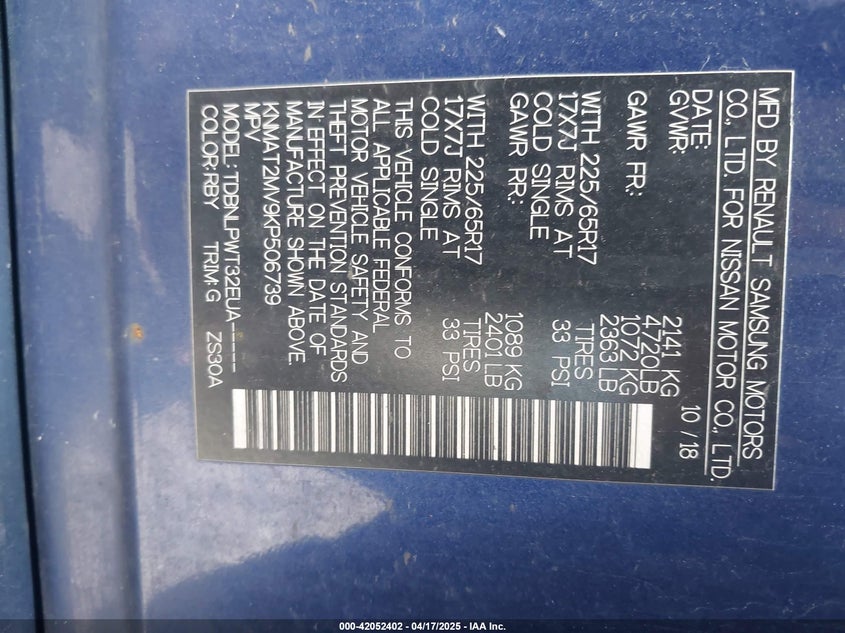 MFD BY RENAULT SAMSUNG MOTORS
CO., LTD. FOR NISSAN MOTOR CO., LTD.
DATE: 10 / 18
GVWR: 2141 KG
4720LB
GAWR FR: 1072 KG
2363 LB
WITH 225/65R17 TIRES
17X7J RIMS AT 33 PSI
COLD SINGLE
GAWR RR: 1089 KG
2401 LB
WITH 225/65R17 TIRES
17X7J RIMS AT 33 PSI
COLD SINGLE
THIS VEHICLE CONFORMS TO
ALL APPLICABLE FEDERAL
MOTOR VEHICLE SAFETY AND
THEFT PREVENTION STANDARDS
IN EFFECT ON THE DATE OF
MANUFACTURE SHOWN ABOVE.
KNMAT2MV9KP506739
MPV
MODEL: TDBNLPWT32EUA-----
COLOR:RBY TRIM:G ZS30A
000-42052402 - 04/17/2025 - IAA Inc.